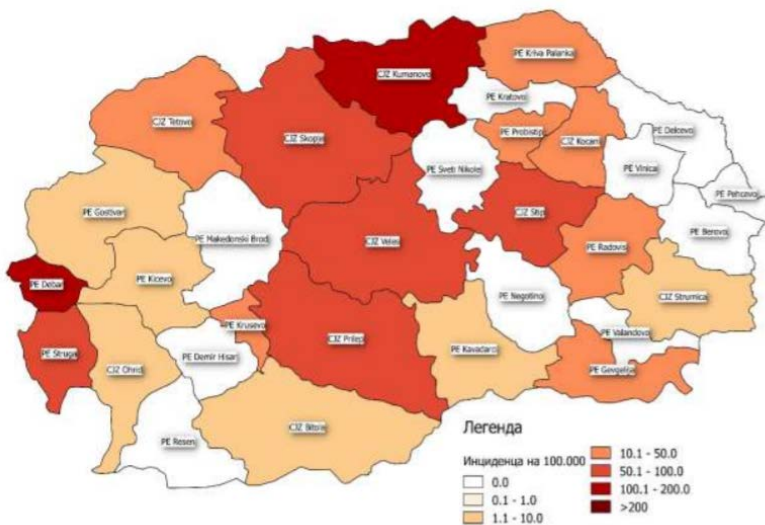 PE Kriva Palanka
CJZ Kumanovo
PE Kratovo
CJZ Tetovo
PE Probistip
PE Delcevo
CJZ Skopje
CJZ Kocani
PE Sveti Nikole
PE Vinica
PE Pehcevo
PE Gostivar
CJZ Stip
PE Berovo
PE Makedonski Brod
CJZ Veles
PE Radovis
PE Kicevo
PE Debar
PE Negotino
CJZ Strumica
PE Krusevo
PE Valandovo
CJZ Prilep
PE Struga
PE Demir Hisar
PE Kavadarci
CJZ Ohrid
PE Gevgelija
CJZ Bitola
PE Resen
Легенда
Инциденца на 100.000
0.0
0.1 - 1.0
1.1 - 10.0
10.1 - 50.0
50.1 - 100.0
100.1 - 200.0
>200